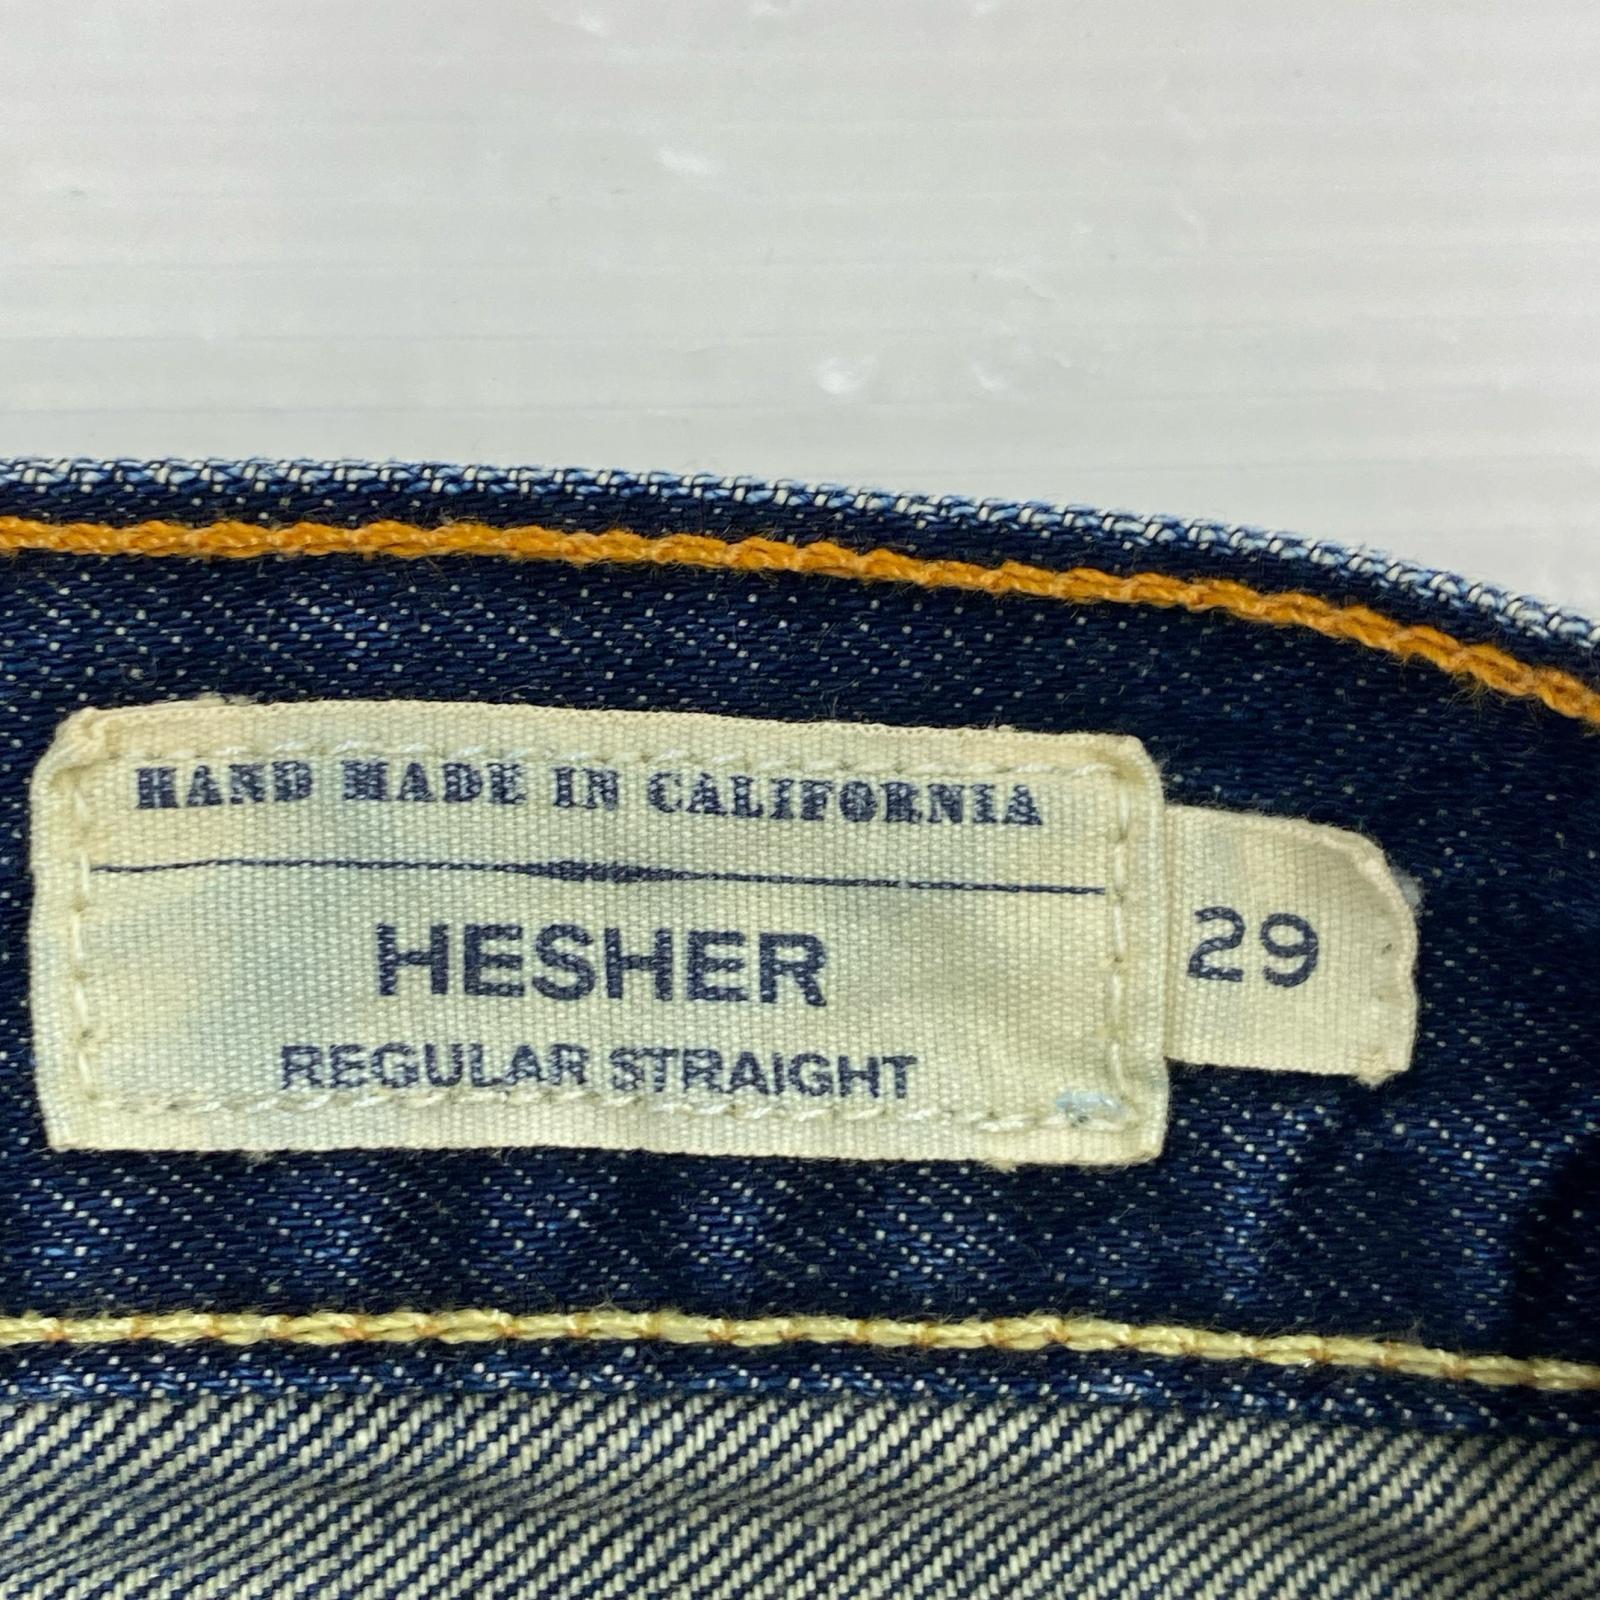 HAND MADE IN CALIFORNIA
HESHER
REGULAR STRAIGHT
29